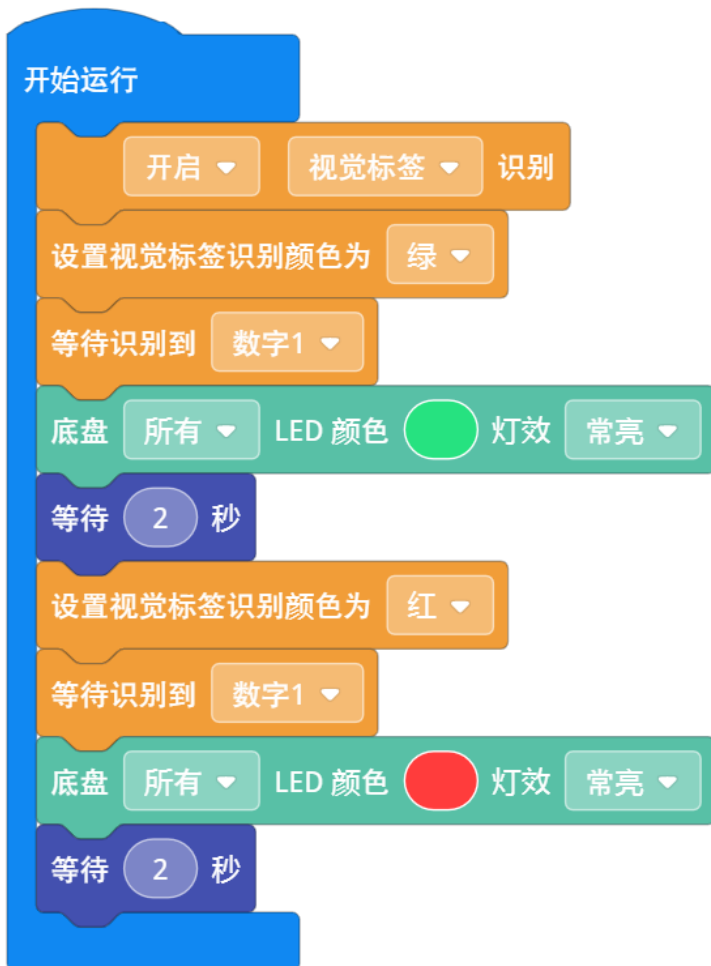 开始运行
开启 视觉标签 识别
设置视觉标签识别颜色为 绿
等待识别到 数字1
底盘 所有 LED 颜色 灯效 常亮
等待 2 秒
设置视觉标签识别颜色为 红
等待识别到 数字1
底盘 所有 LED 颜色 灯效 常亮
等待 2 秒